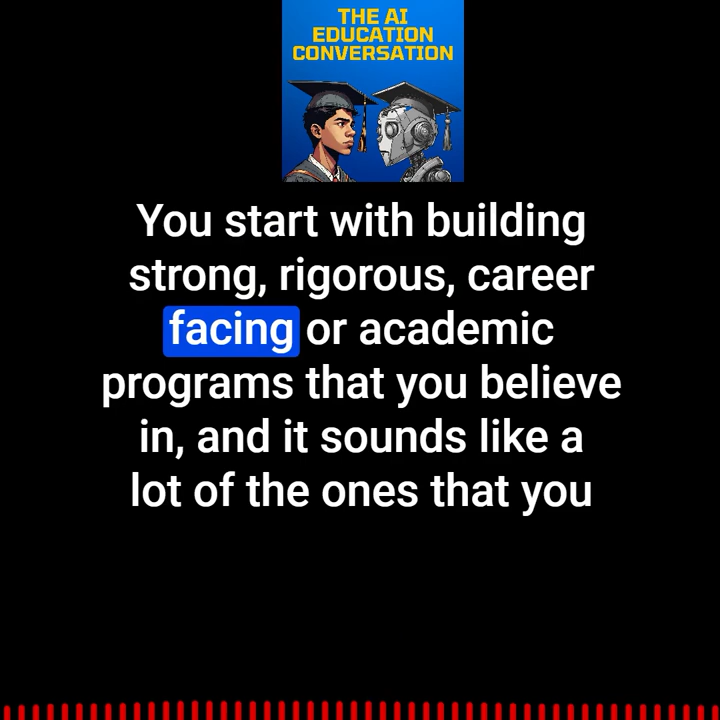 THE AI
EDUCATION
CONVERSATION
You start with building
strong, rigorous, career
facing or academic
programs that you believe
in, and it sounds like a
lot of the ones that you